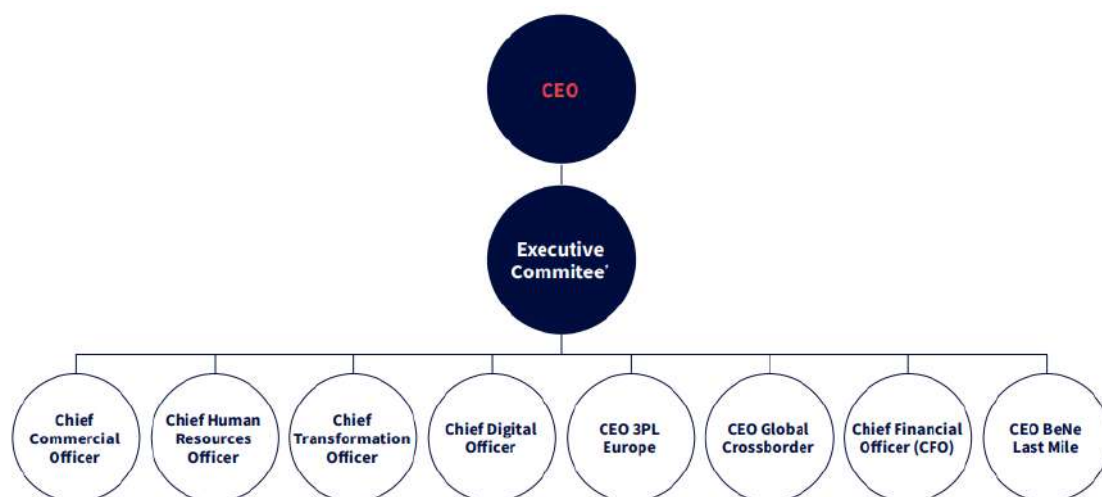 CEO
Executive
Commitee*
Chief
Commercial
Officer
Chief Human
Resources
Officer
Chief
Transformation
Officer
Chief Digital
Officer
CEO 3PL
Europe
CEO Global
Crossborder
Chief Financial
Officer (CFO)
CEO BeNe
Last Mile